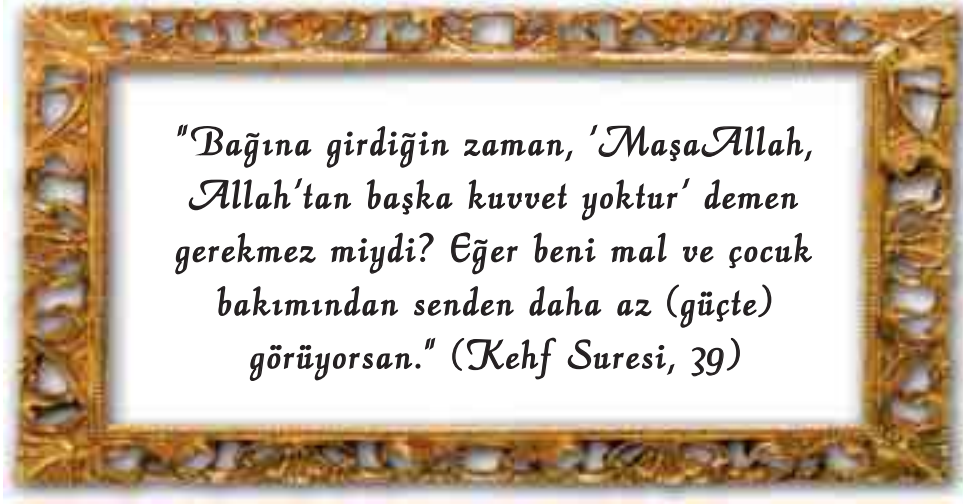 "Bağına girdiğin zaman, 'MaşaAllah,
Allah'tan başka kuvvet yoktur' demen
gerekmez miydi? Eğer beni mal ve çocuk
bakımından senden daha az (güçte)
görüyorsan." (Kehf Suresi, 39)